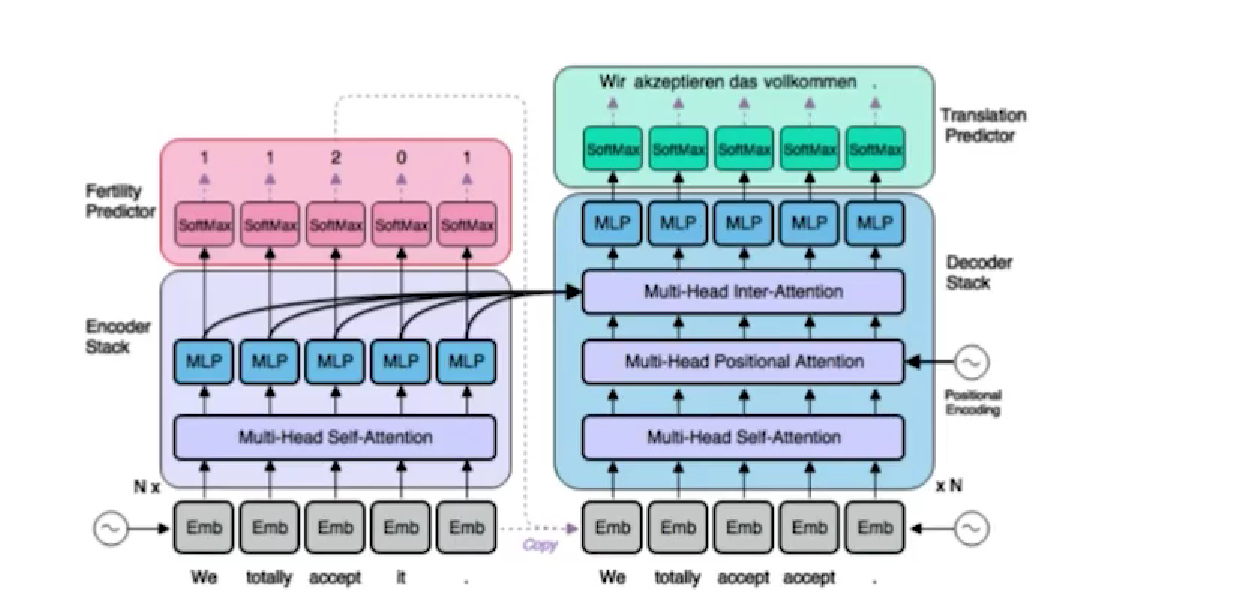 Wir akzeptieren das vollkommen .
Translation
Predictor
SoftMax SoftMax SoftMax SoftMax SoftMax
1 1 2 0 1
Fertility
Predictor
SoftMax SoftMax SoftMax SoftMax SoftMax
MLP MLP MLP MLP MLP
Decoder
Stack
Multi-Head Inter-Attention
Encoder
Stack
MLP MLP MLP MLP MLP
Multi-Head Positional Attention
Positional
Encoding
Multi-Head Self-Attention
Multi-Head Self-Attention
N x
x N
Emb Emb Emb Emb Emb
Copy
Emb Emb Emb Emb Emb
We totally accept it .
We totally accept accept .